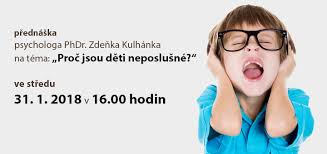 přednáška
psychologa PhDr. Zdeňka Kulhánka
na téma: „Proč jsou děti neposlušné?“
ve středu
31. 1. 2018 v 16.00 hodin